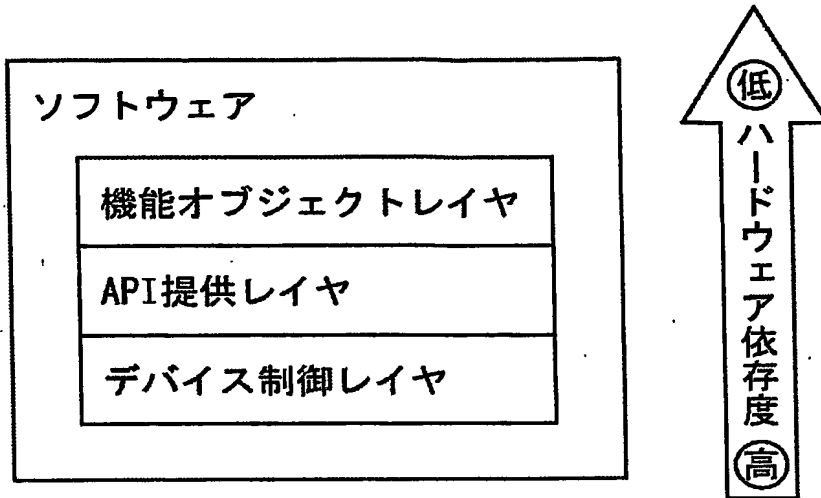 ソフトウェア
機能オブジェクトレイヤ
API提供レイヤ
デバイス制御レイヤ
低
ハードウェア依存度
高